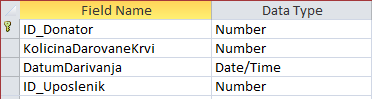 Field Name Data Type
ID_Donator Number
KolicinaDarovaneKrvi Number
DatumDarivanja Date/Time
ID_Uposlenik Number